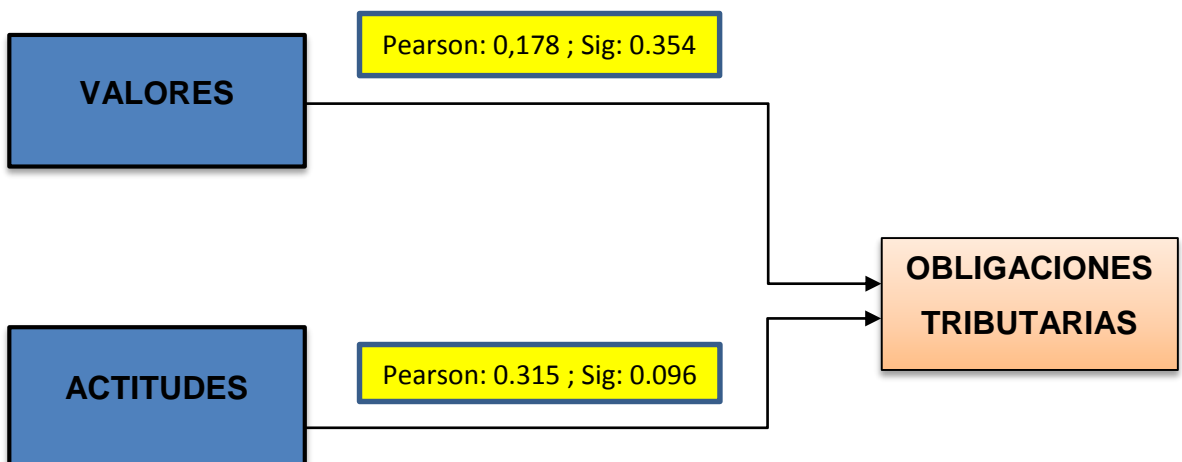 Pearson: 0,178 ; Sig: 0.354
VALORES
OBLIGACIONES
TRIBUTARIAS
Pearson: 0.315 ; Sig: 0.096
ACTITUDES